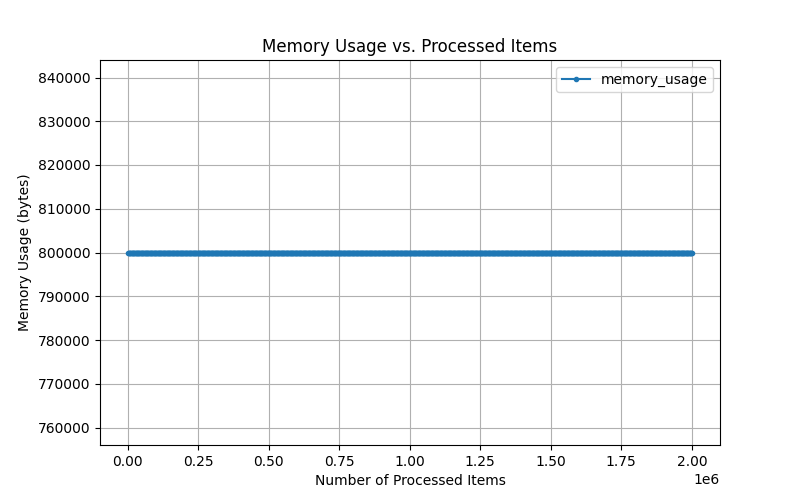 Memory Usage vs. Processed Items
memory_usage
Memory Usage (bytes)
840000
830000
820000
810000
800000
790000
780000
770000
760000
0.00 0.25 0.50 0.75 1.00 1.25 1.50 1.75 2.00
1e6
Number of Processed Items